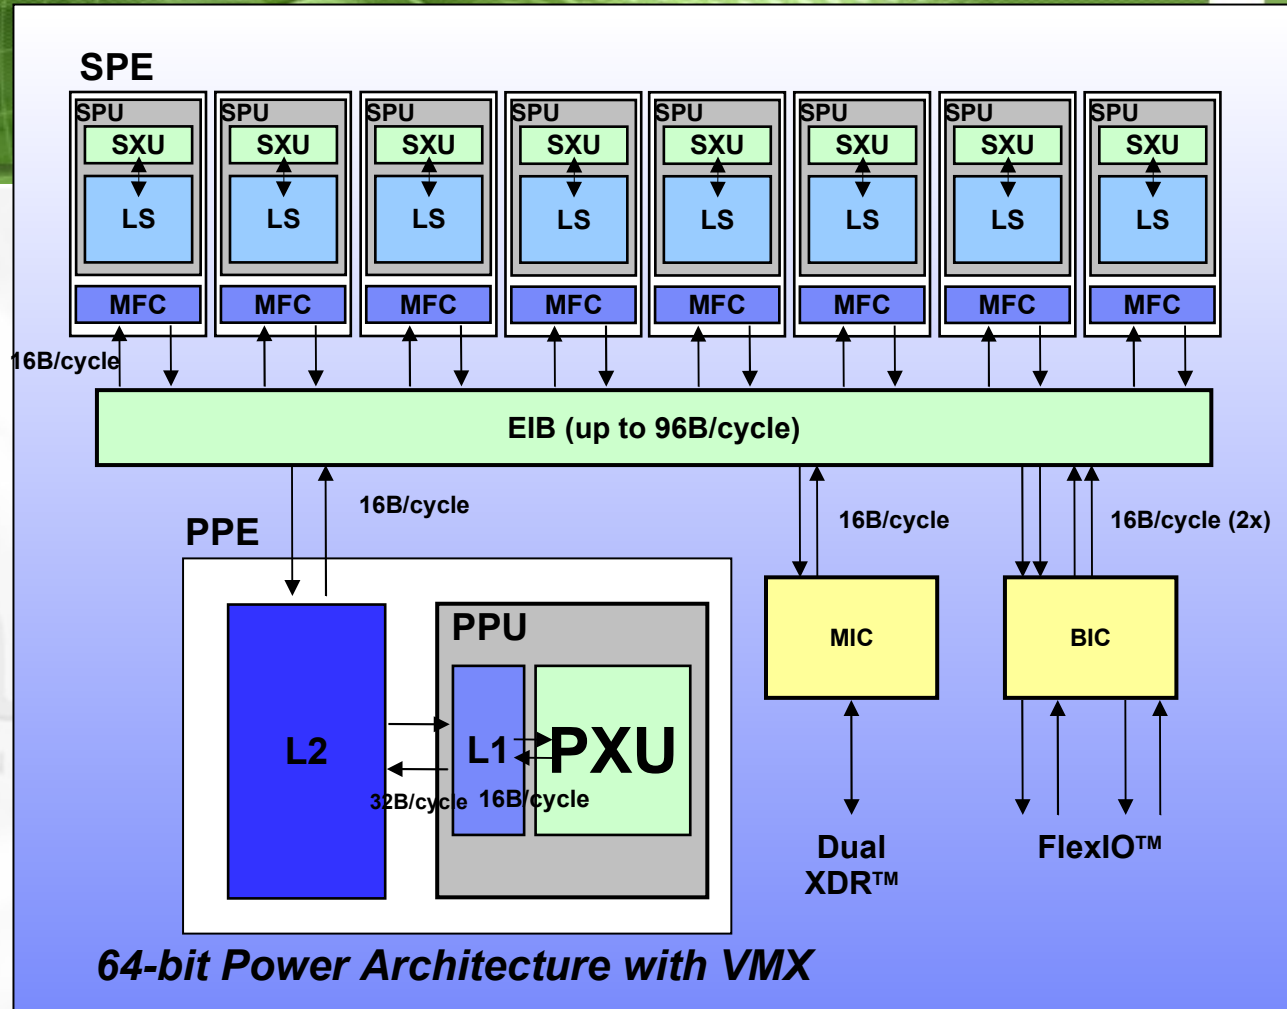 SPE
SPU SPU SPU SPU SPU SPU SPU SPU
SXU SXU SXU SXU SXU SXU SXU SXU
LS LS LS LS LS LS LS LS
MFC MFC MFC MFC MFC MFC MFC MFC
16B/cycle
EIB (up to 96B/cycle)
16B/cycle 16B/cycle 16B/cycle (2x)
PPE
PPU
MIC BIC
L2 L1 PXU
32B/cycle 16B/cycle
Dual FlexIO™
XDR™
64-bit Power Architecture with VMX